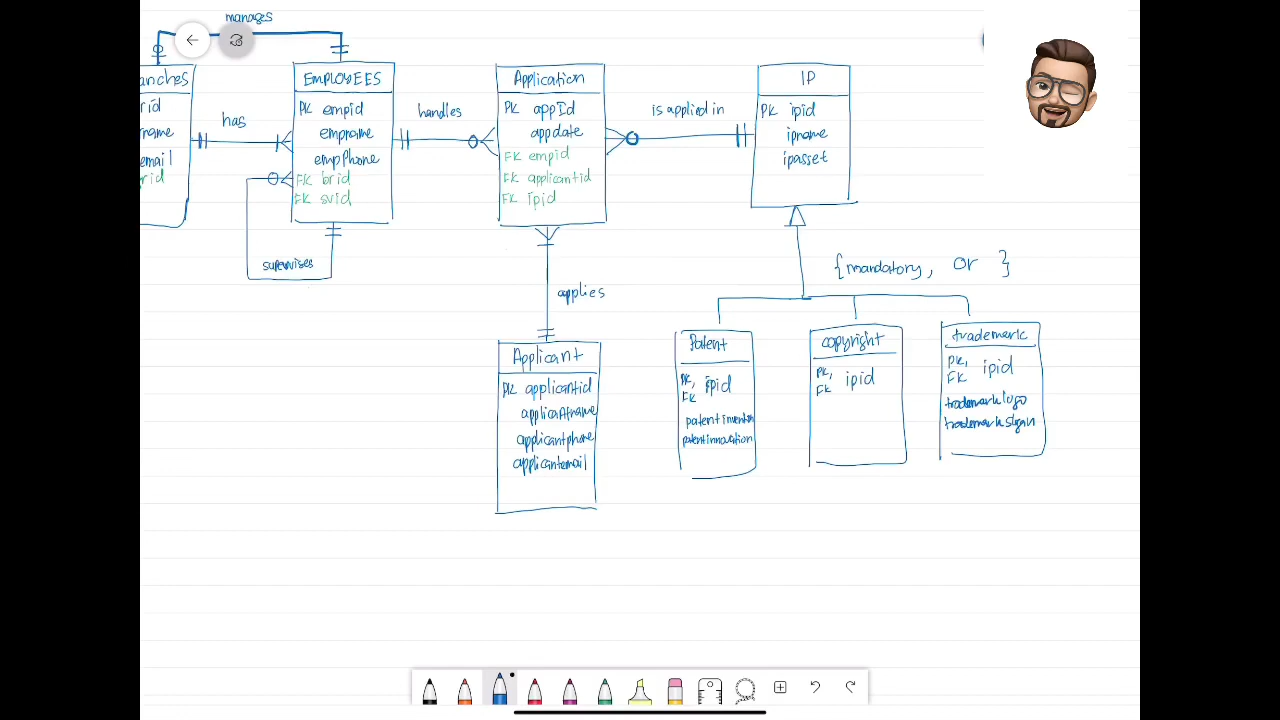 manages
anches
rid
rname
email
rid
has
EMPLOYEES
PK empid
empname
empPhone
FK brid
FK svid
supervises
handles
Application
PK appId
appdate
FK empid
FK applicantid
FK ipid
is applied in
IP
PK ipid
ipname
ipasset
{mandatory, or }
applies
Applicant
PK applicantid
applicantname
applicantphone
applicantemail
Patent
PK, ipid
FK
patentinventor
patentinnovation
copyright
PK, ipid
FK
trademark
PK, ipid
FK
trademarklogo